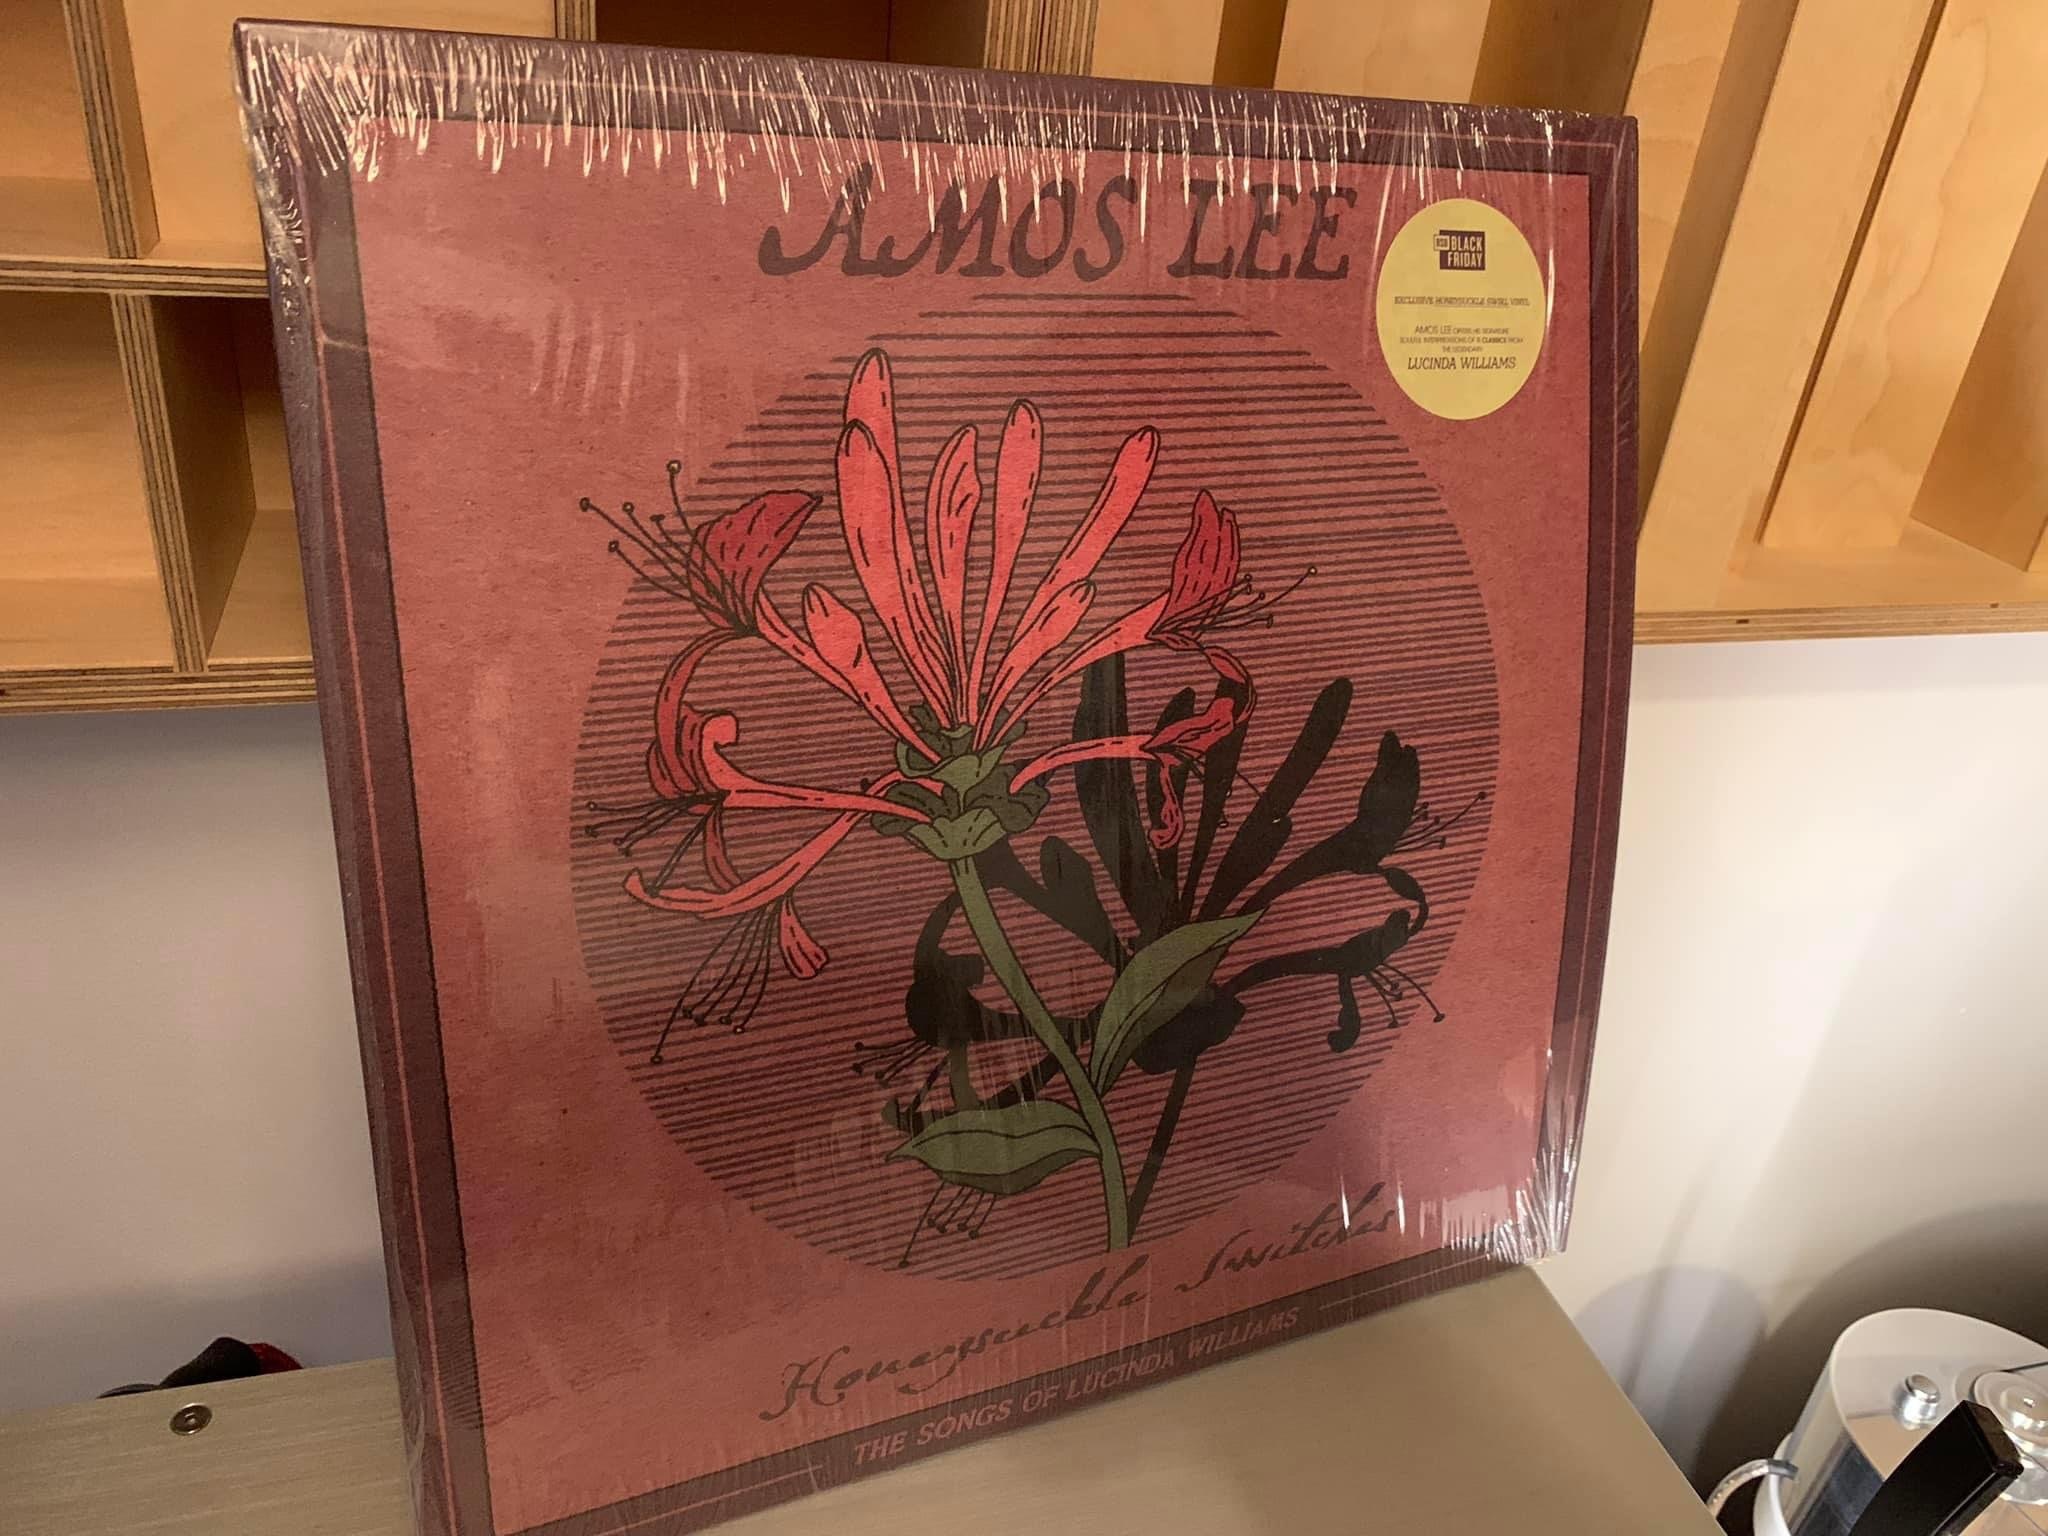 AMOS LEE
RSD BLACK
FRIDAY
EXCLUSIVE HONEYSUCKLE SWIRL VINYL
AMOS LEE OFFERS HIS SIGNATURE
SOULFUL INTERPRETATIONS OF CLASSICS FROM
THE LEGENDARY
LUCINDA WILLIAMS
Honeysuckle Switches
THE SONGS OF LUCINDA WILLIAMS